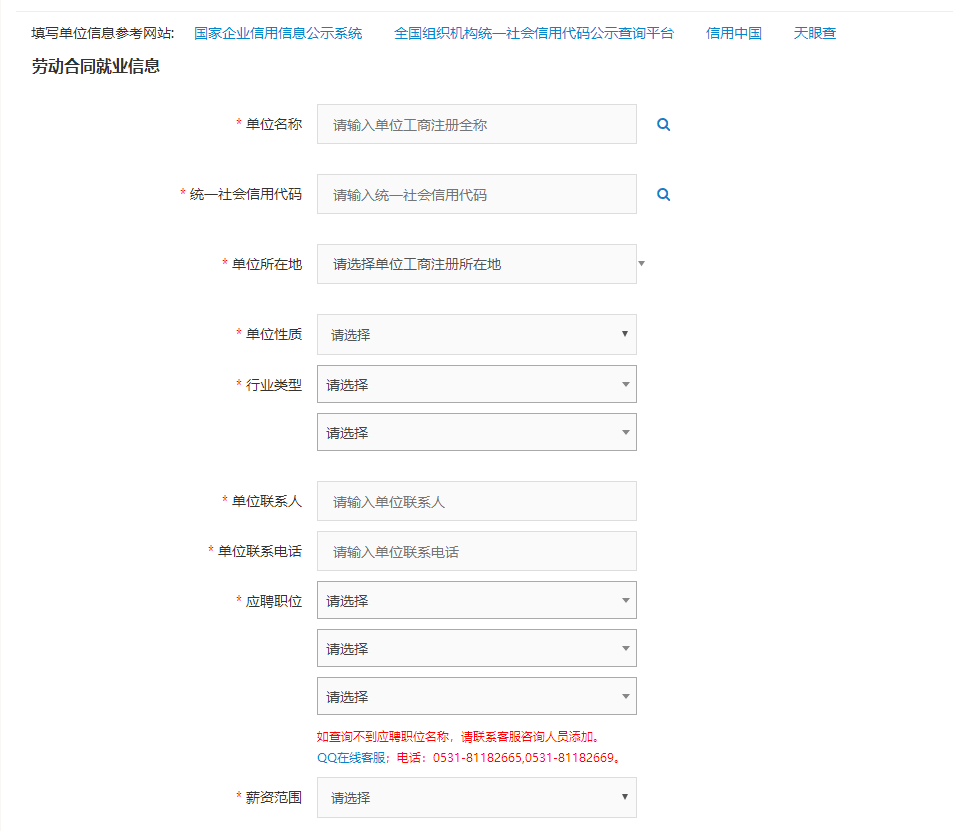 填写单位信息参考网站: 国家企业信用信息公示系统 全国组织机构统一社会信用代码公示查询平台 信用中国 天眼查
劳动合同就业信息
* 单位名称 请输入单位工商注册全称
* 统一社会信用代码 请输入统一社会信用代码
* 单位所在地 请选择单位工商注册所在地
* 单位性质 请选择
* 行业类型 请选择
请选择
* 单位联系人 请输入单位联系人
* 单位联系电话 请输入单位联系电话
* 应聘职位 请选择
请选择
请选择
如查询不到应聘职位名称，请联系客服咨询人员添加。
QQ在线客服；电话：0531-81182665,0531-81182669。
* 薪资范围 请选择